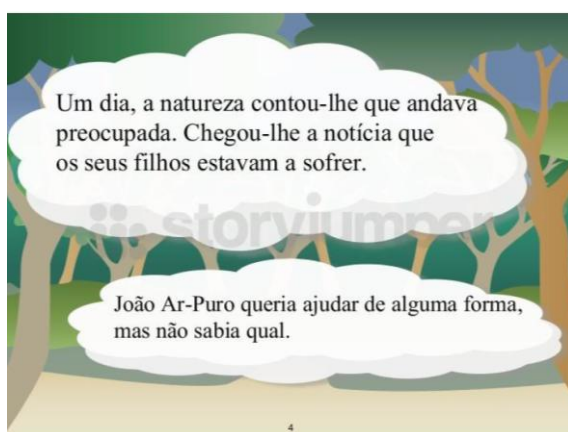 Um dia, a natureza contou-lhe que andava
preocupada. Chegou-lhe a notícia que
os seus filhos estavam a sofrer.
storyjumper
João Ar-Puro queria ajudar de alguma forma,
mas não sabia qual.
4